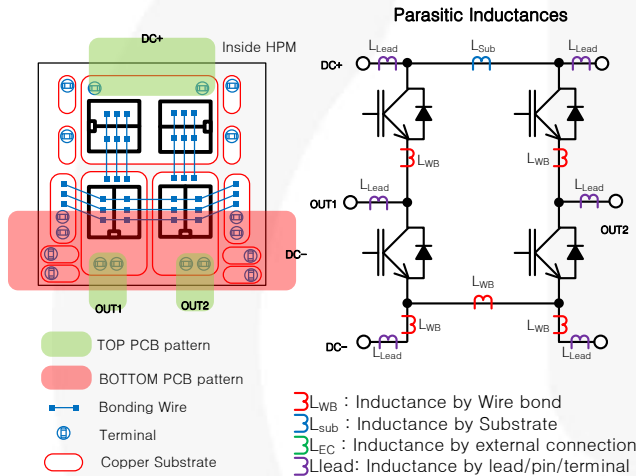 Parasitic Inductances
DC+
Inside HPM
DC-
OUT1
OUT2
TOP PCB pattern
BOTTOM PCB pattern
Bonding Wire
Terminal
Copper Substrate
LLead
LSub
LLead
DC+
LWB
LWB
LLead
LLead
OUT1
OUT2
LWB
LWB
LWB
DC-
LLead
LLead
LWB : Inductance by Wire bond
Lsub : Inductance by Substrate
LEC : Inductance by external connection
Llead: Inductance by lead/pin/terminal